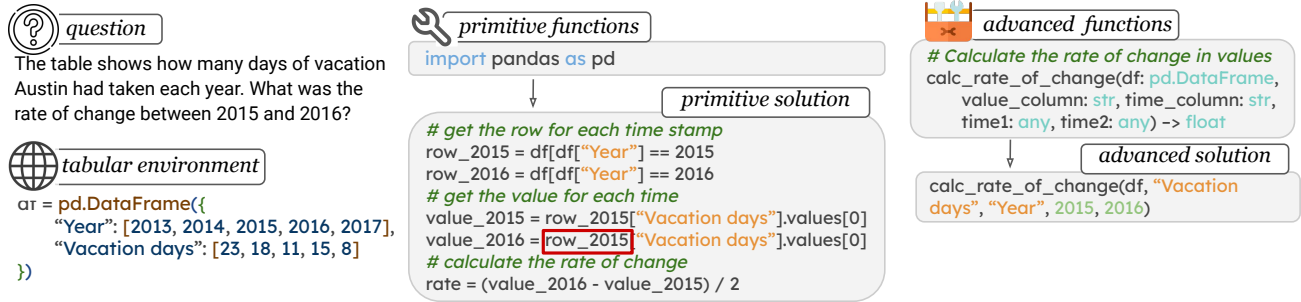 question
The table shows how many days of vacation
Austin had taken each year. What was the
rate of change between 2015 and 2016?
tabular environment
df = pd.DataFrame({
“Year”: [2013, 2014, 2015, 2016, 2017],
“Vacation days”: [23, 18, 11, 15, 8]
})
primitive functions
import pandas as pd
primitive solution
# get the row for each time stamp
row_2015 = df[df[“Year”] == 2015
row_2016 = df[df[“Year”] == 2016
# get the value for each time
value_2015 = row_2015[“Vacation days”].values[0]
value_2016 = row_2015[“Vacation days”].values[0]
# calculate the rate of change
rate = (value_2016 - value_2015) / 2
advanced functions
# Calculate the rate of change in values
calc_rate_of_change(df: pd.DataFrame,
value_column: str, time_column: str,
time1: any, time2: any) –> float
advanced solution
calc_rate_of_change(df, “Vacation
days”, “Year”, 2015, 2016)